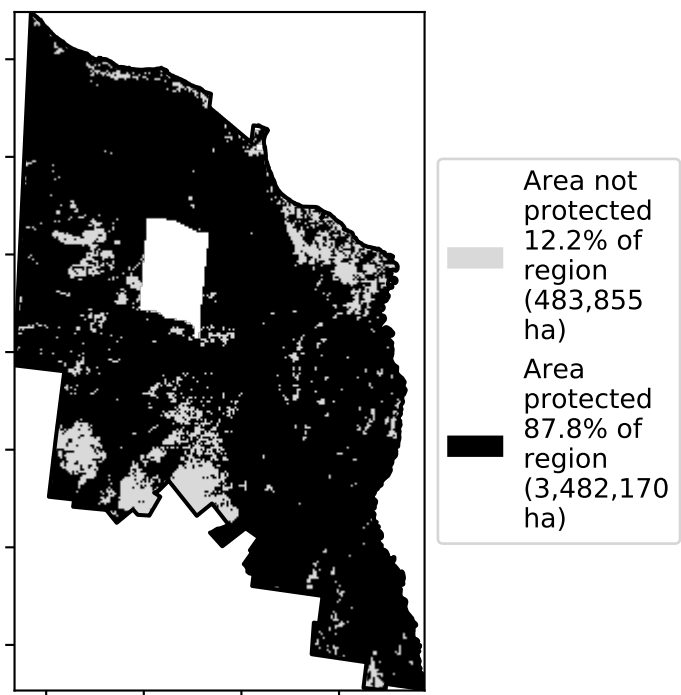 Area not
protected
12.2% of
region
(483,855
ha)
Area
protected
87.8% of
region
(3,482,170
ha)